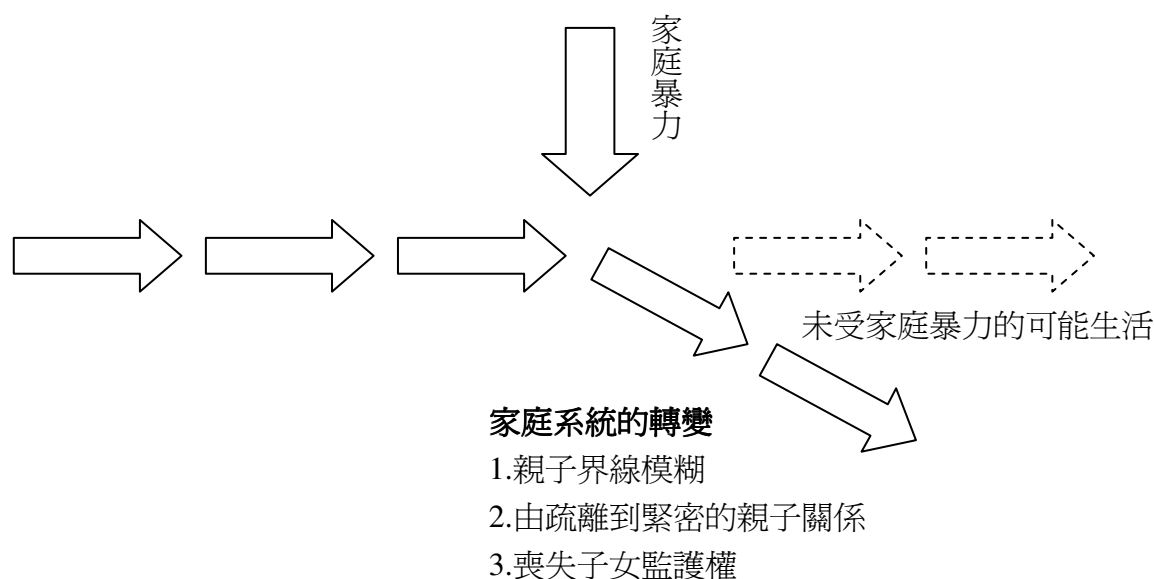 家庭暴力
未受家庭暴力的可能生活
家庭系統的轉變
1.親子界線模糊
2.由疏離到緊密的親子關係
3.喪失子女監護權